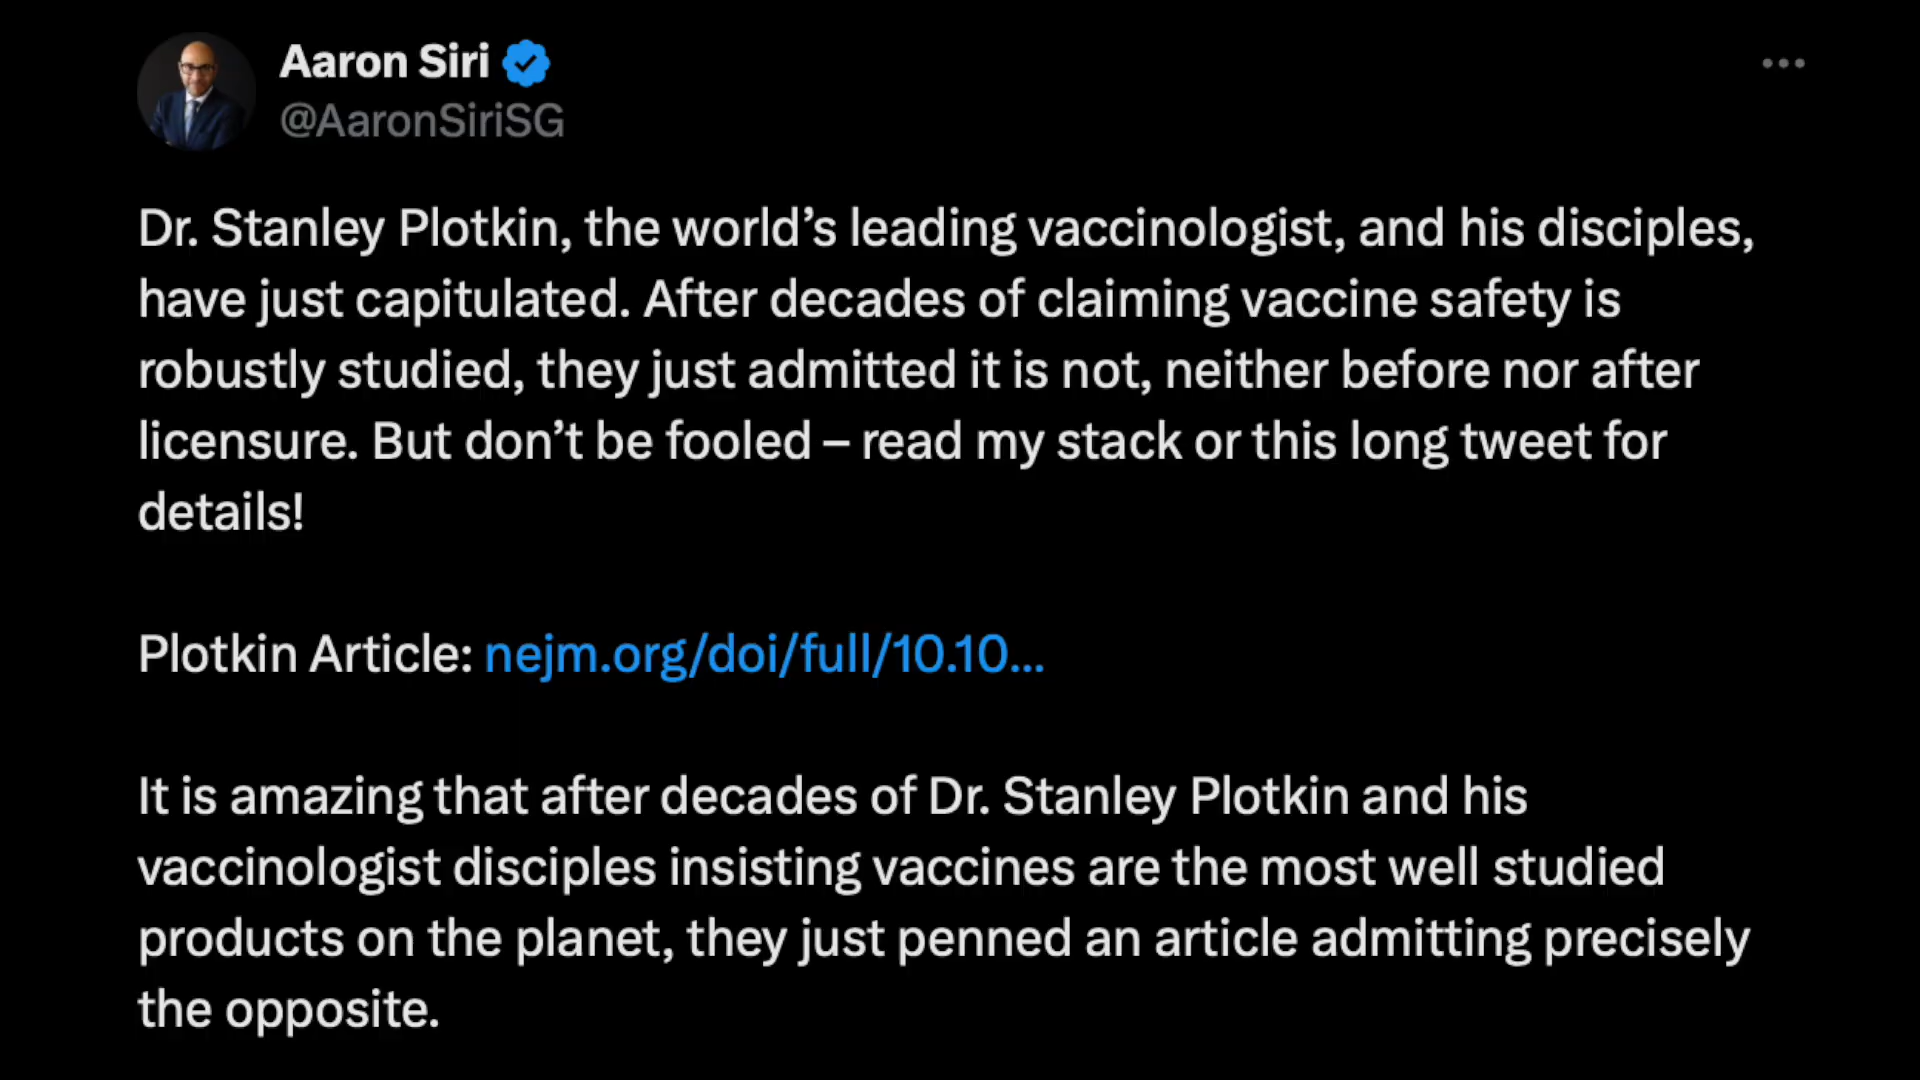 Aaron Siri
@AaronSiriSG
Dr. Stanley Plotkin, the world’s leading vaccinologist, and his disciples,
have just capitulated. After decades of claiming vaccine safety is
robustly studied, they just admitted it is not, neither before nor after
licensure. But don’t be fooled – read my stack or this long tweet for
details!
Plotkin Article: nejm.org/doi/full/10.10...
It is amazing that after decades of Dr. Stanley Plotkin and his
vaccinologist disciples insisting vaccines are the most well studied
products on the planet, they just penned an article admitting precisely
the opposite.